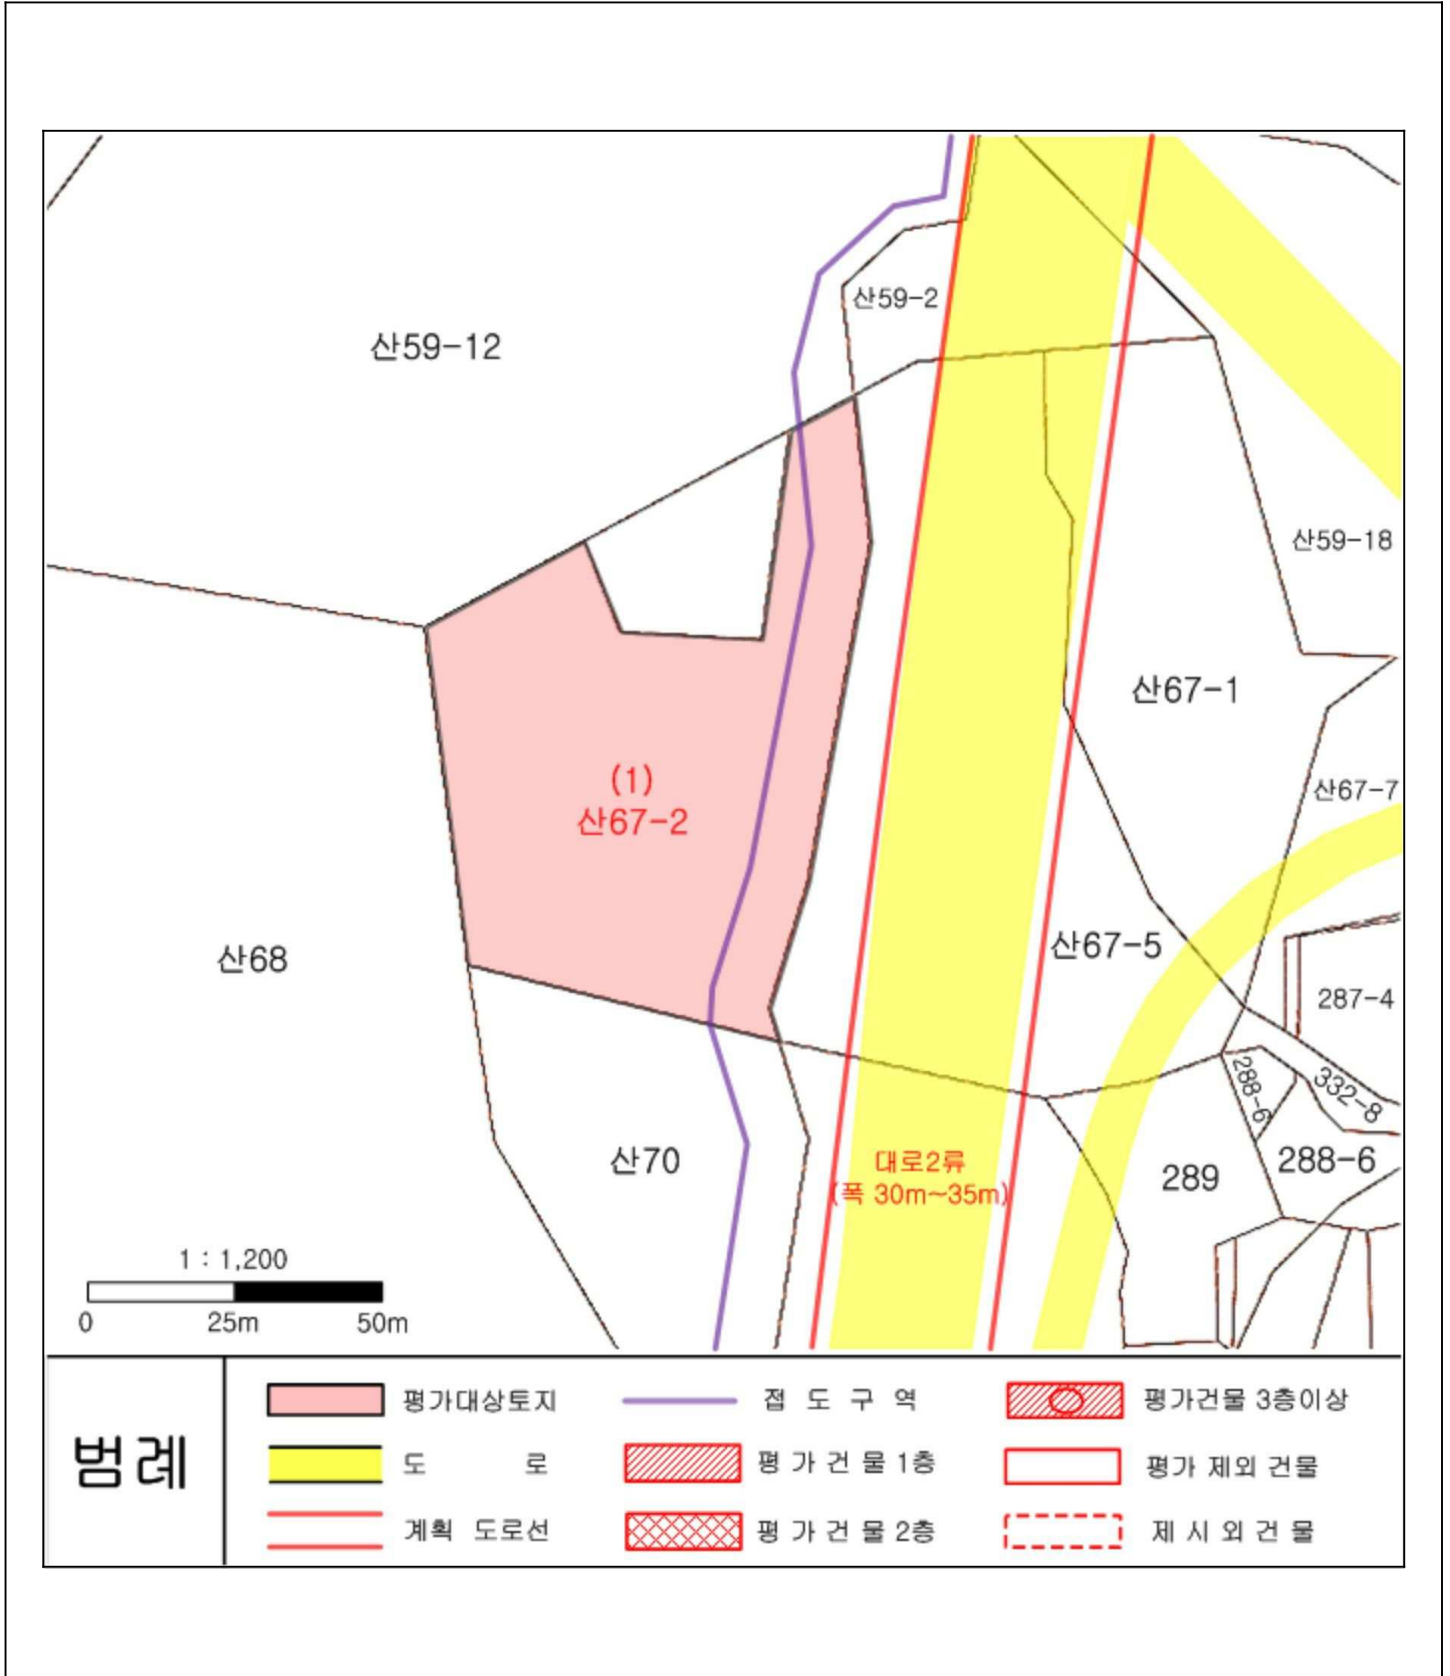 산59-2
산59-12
산59-18
산67-1
(1)
산67-2
산67-7
산67-5
산68
287-4
288-6
332-8
산70
대로2류
(폭 30m~35m)
289
288-6
1 : 1,200
0 25m 50m
범례
평가대상토지 접 도 구 역 평가건물 3층이상
도 로 평 가 건 물 1층 평가 제외 건물
계획 도로선 평 가 건 물 2층 제 시 외 건 물